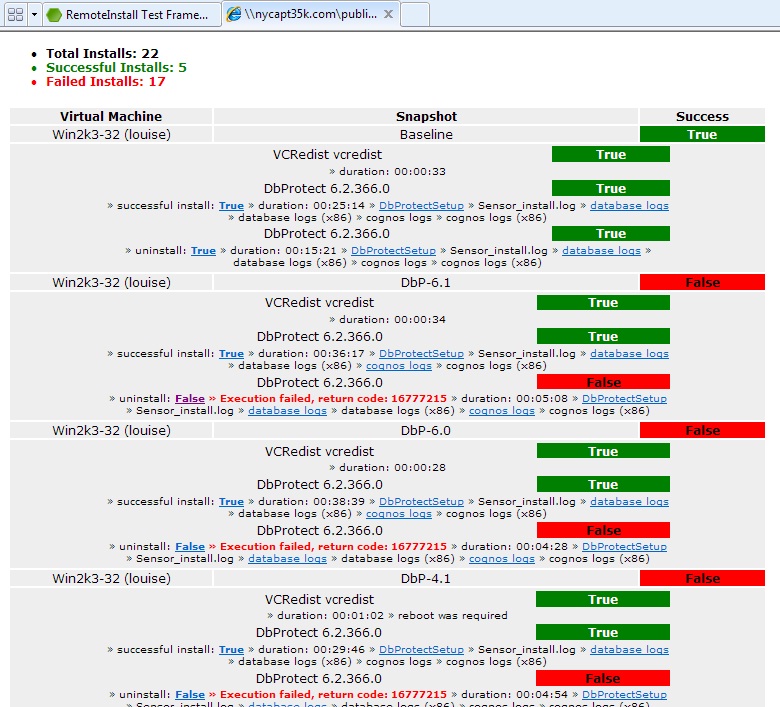 RemoteInstall Test Frame...
\\nycapt35k.com\publi...
Total Installs: 22
Successful Installs: 5
Failed Installs: 17
Virtual Machine Snapshot Success
Win2k3-32 (louise) Baseline True
VCRedist vcredist True
» duration: 00:00:33
DbProtect 6.2.366.0 True
» successful install: True » duration: 00:25:14 » DbProtectSetup » Sensor_install.log » database logs
» database logs (x86) » cognos logs » cognos logs (x86)
DbProtect 6.2.366.0 True
» uninstall: True » duration: 00:15:21 » DbProtectSetup » Sensor_install.log » database logs »
database logs (x86) » cognos logs » cognos logs (x86)
Win2k3-32 (louise) DbP-6.1 False
VCRedist vcredist True
» duration: 00:00:34
DbProtect 6.2.366.0 True
» successful install: True » duration: 00:36:17 » DbProtectSetup » Sensor_install.log » database logs
» database logs (x86) » cognos logs » cognos logs (x86)
DbProtect 6.2.366.0 False
» uninstall: False » Execution failed, return code: 16777215 » duration: 00:05:08 » DbProtectSetup
» Sensor_install.log » database logs » database logs (x86) » cognos logs » cognos logs (x86)
Win2k3-32 (louise) DbP-6.0 False
VCRedist vcredist True
» duration: 00:00:28
DbProtect 6.2.366.0 True
» successful install: True » duration: 00:38:39 » DbProtectSetup » Sensor_install.log » database logs
» database logs (x86) » cognos logs » cognos logs (x86)
DbProtect 6.2.366.0 False
» uninstall: False » Execution failed, return code: 16777215 » duration: 00:04:28 » DbProtectSetup
» Sensor_install.log » database logs » database logs (x86) » cognos logs » cognos logs (x86)
Win2k3-32 (louise) DbP-4.1 False
VCRedist vcredist True
» duration: 00:01:02 » reboot was required
DbProtect 6.2.366.0 True
» successful install: True » duration: 00:29:46 » DbProtectSetup » Sensor_install.log » database logs
» database logs (x86) » cognos logs » cognos logs (x86)
DbProtect 6.2.366.0 False
» uninstall: False » Execution failed, return code: 16777215 » duration: 00:04:54 » DbProtectSetup
» Sensor_install.log » database logs » database logs (x86) » cognos logs » cognos logs (x86)